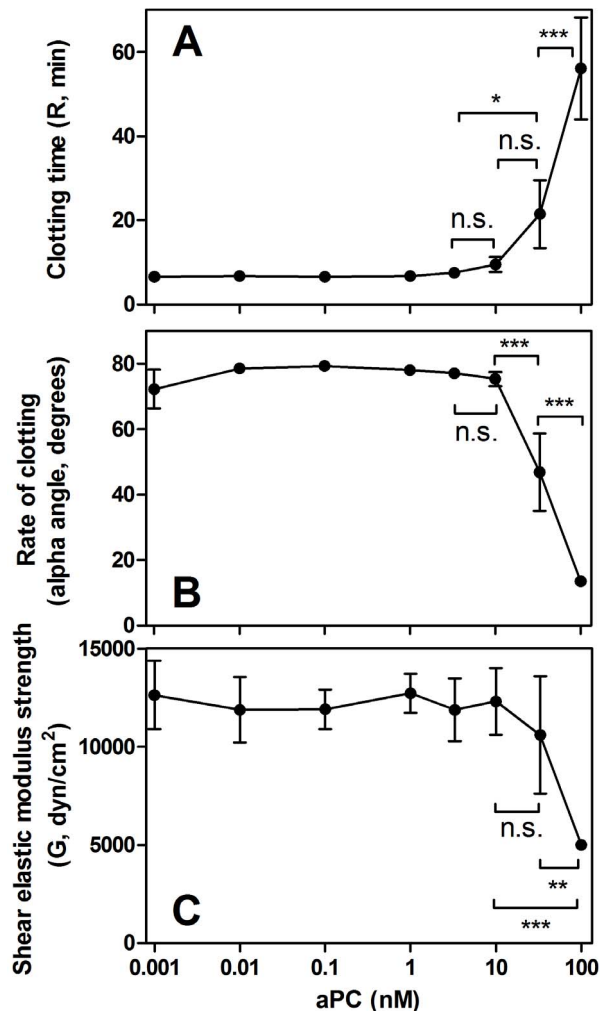 A
Clotting time (R, min)
60
40
20
0
***
*
n.s.
n.s.
B
Rate of clotting
(alpha angle, degrees)
80
60
40
20
0
***
***
n.s.
C
Shear elastic modulus strength
(G, dyn/cm²)
15000
10000
5000
0
n.s.
**
***
0.001 0.01 0.1 1 10 100
aPC (nM)